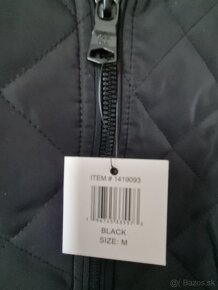 ITEM # 1419093
BLACK
SIZE: M
Bazos.sk